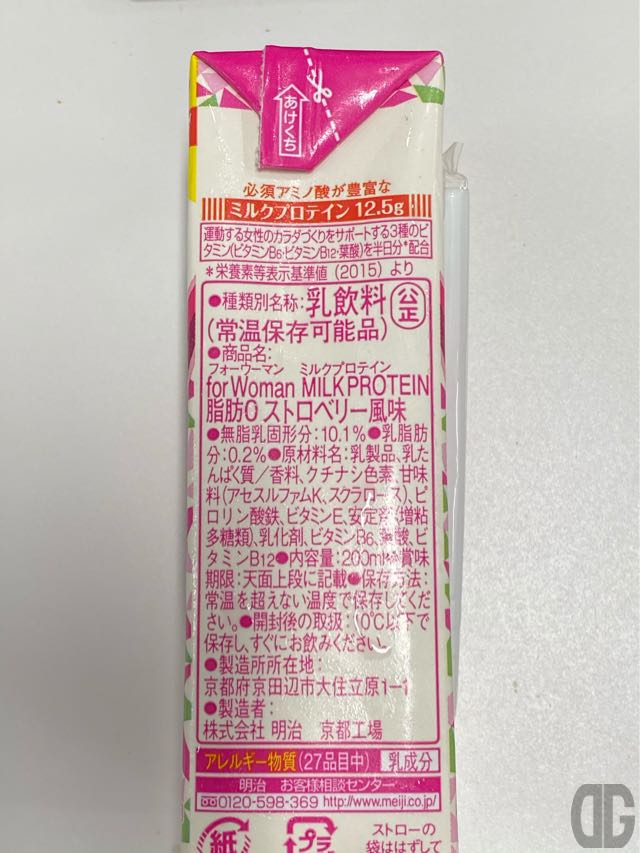 あけくち
必須アミノ酸が豊富な
ミルクプロテイン12.5g
運動する女性のカラダづくりをサポートする3種のビ
タミン(ビタミンB6・ビタミンB12・葉酸)を半日分*配合
*栄養素等表示基準値(2015)より
●種類別名称:乳飲料 公正
(常温保存可能品)
●商品名:
フォーウーマン ミルクプロテイン
for Woman MILK PROTEIN
脂肪0 ストロベリー風味
●無脂乳固形分:10.1%●乳脂肪
分:0.2%●原材料名:乳製品、乳た
んぱく質/香料、クチナシ色素、甘味
料(アセスルファムK、スクラロース)、ピ
ロリン酸鉄、ビタミンE、安定剤(増粘
多糖類)、乳化剤、ビタミンB6、葉酸、ビ
タミンB12●内容量:200ml●賞味
期限:天面上段に記載●保存方法:
常温を超えない温度で保存してくだ
さい。●開封後の取扱:10℃以下で
保存し、すぐにお飲みください。
●製造所所在地:
京都府京田辺市大住立原1-1
●製造者:
株式会社 明治 京都工場
アレルギー物質(27品目中) 乳成分
明治 お客様相談センター
0120-598-369 http://www.meiji.co.jp/
紙 プラ ストローの
袋ははずして
DG